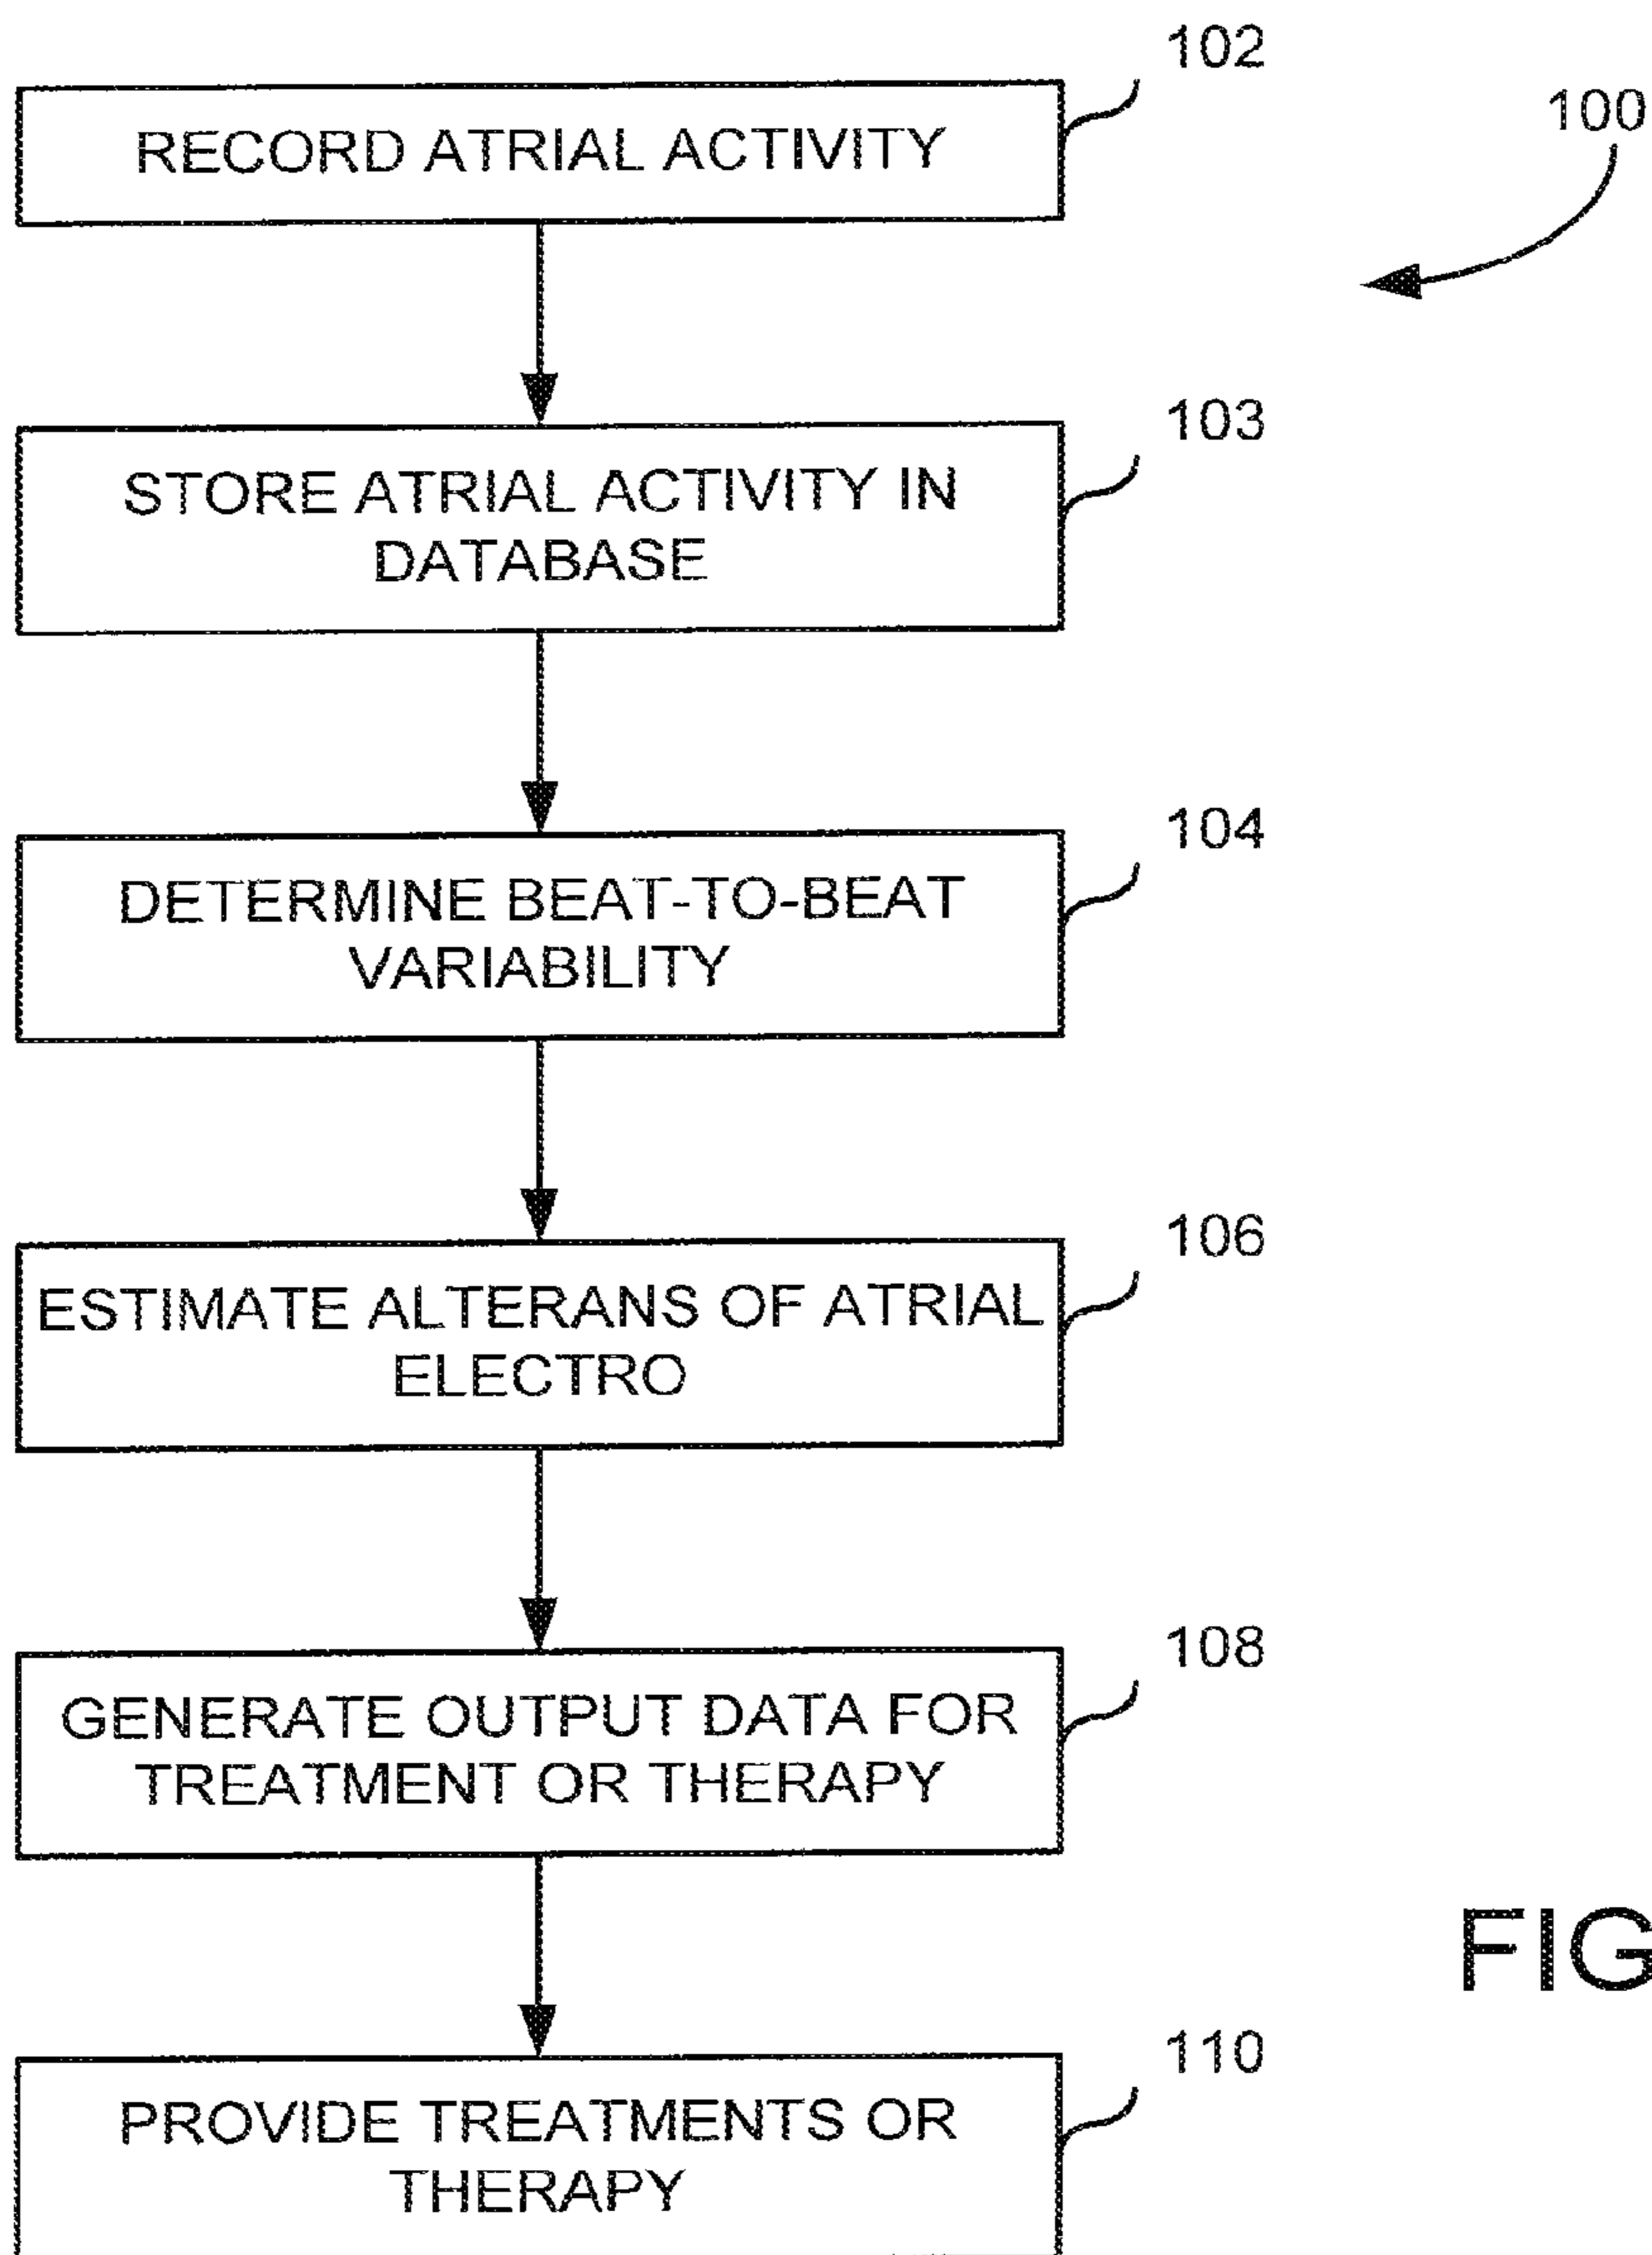 102
RECORD ATRIAL ACTIVITY
100
103
STORE ATRIAL ACTIVITY IN
DATABASE
104
DETERMINE BEAT-TO-BEAT
VARIABILITY
106
ESTIMATE ALTERANS OF ATRIAL
ELECTRO
108
GENERATE OUTPUT DATA FOR
TREATMENT OR THERAPY
FIG
110
PROVIDE TREATMENTS OR
THERAPY